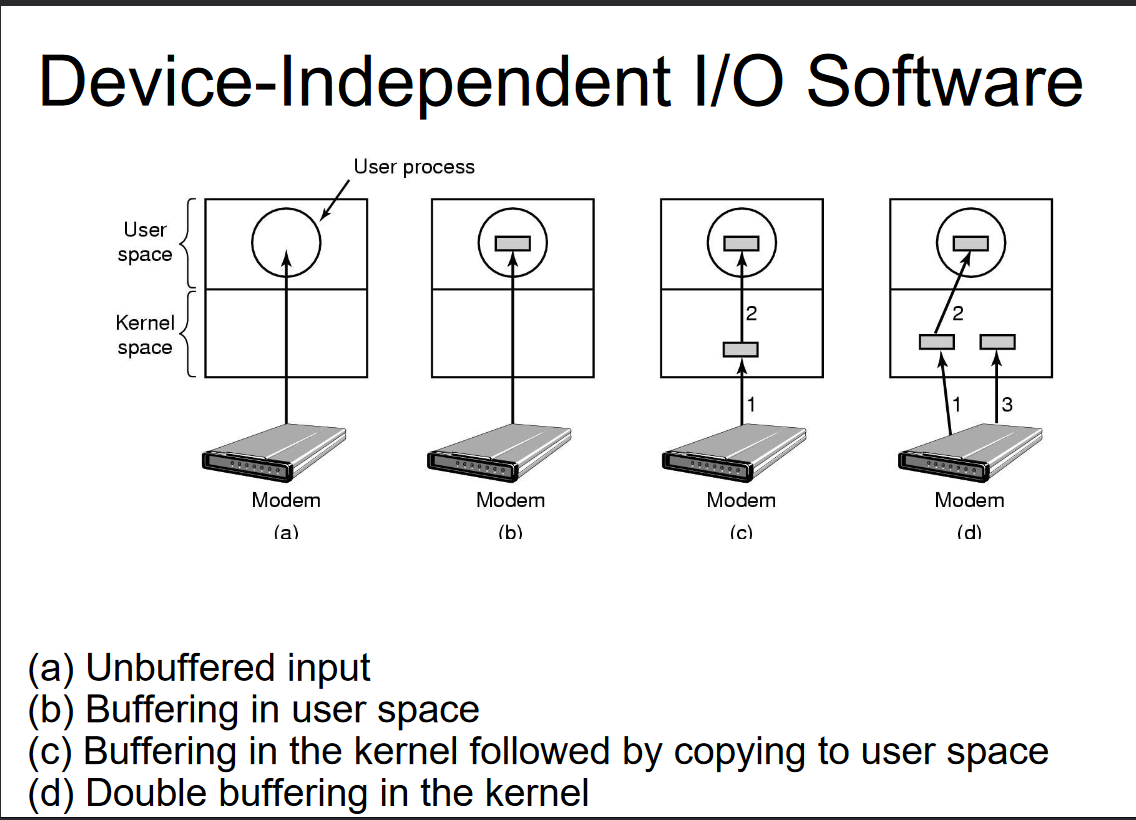 Device-Independent I/O Software
User process
User
space
Kernel
space
2
1
2
1
3
Modem
Modem
Modem
Modem
(a)
(b)
(c)
(d)
(a) Unbuffered input
(b) Buffering in user space
(c) Buffering in the kernel followed by copying to user space
(d) Double buffering in the kernel